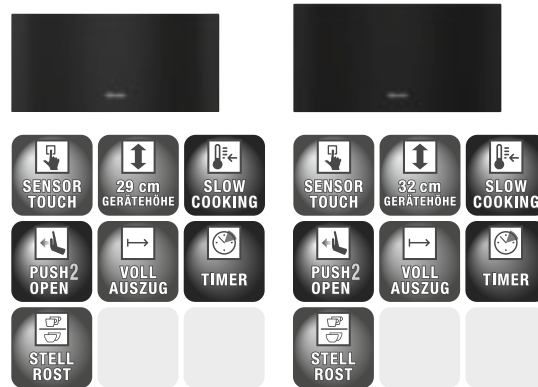 SENSOR
TOUCH
29 cm
GERÄTEHÖHE
SLOW
COOKING
PUSH2
OPEN
VOLL
AUSZUG
TIMER
STELL
ROST
SENSOR
TOUCH
32 cm
GERÄTEHÖHE
SLOW
COOKING
PUSH2
OPEN
VOLL
AUSZUG
TIMER
STELL
ROST